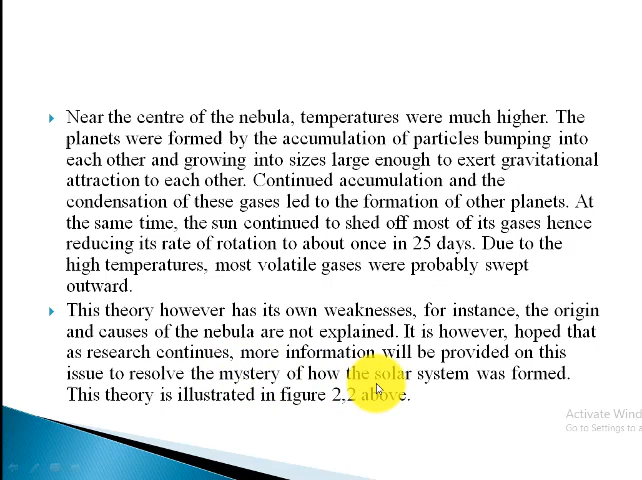 Near the centre of the nebula, temperatures were much higher. The
planets were formed by the accumulation of particles bumping into
each other and growing into sizes large enough to exert gravitational
attraction to each other. Continued accumulation and the
condensation of these gases led to the formation of other planets. At
the same time, the sun continued to shed off most of its gases hence
reducing its rate of rotation to about once in 25 days. Due to the
high temperatures, most volatile gases were probably swept
outward.
This theory however has its own weaknesses, for instance, the origin
and causes of the nebula are not explained. It is however, hoped that
as research continues, more information will be provided on this
issue to resolve the mystery of how the solar system was formed.
This theory is illustrated in figure 2,2 above.
Activate Wind
Go to Settings to a